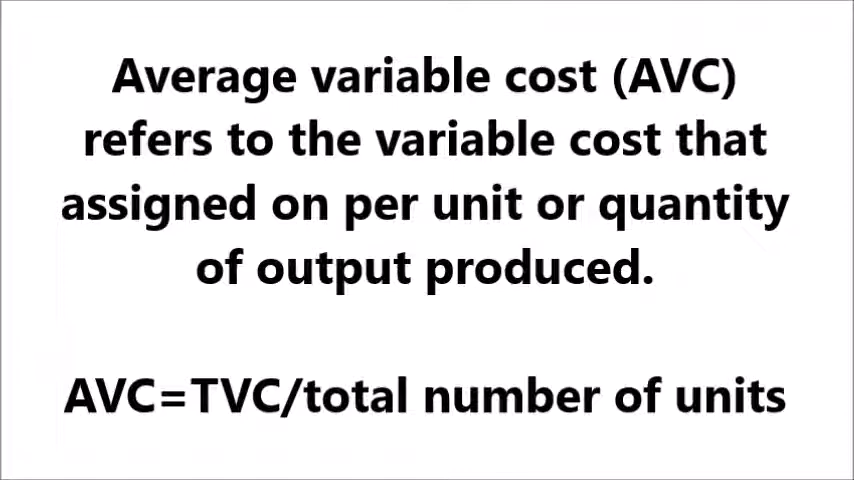 Average variable cost (AVC)
refers to the variable cost that
assigned on per unit or quantity
of output produced.
AVC=TVC/total number of units